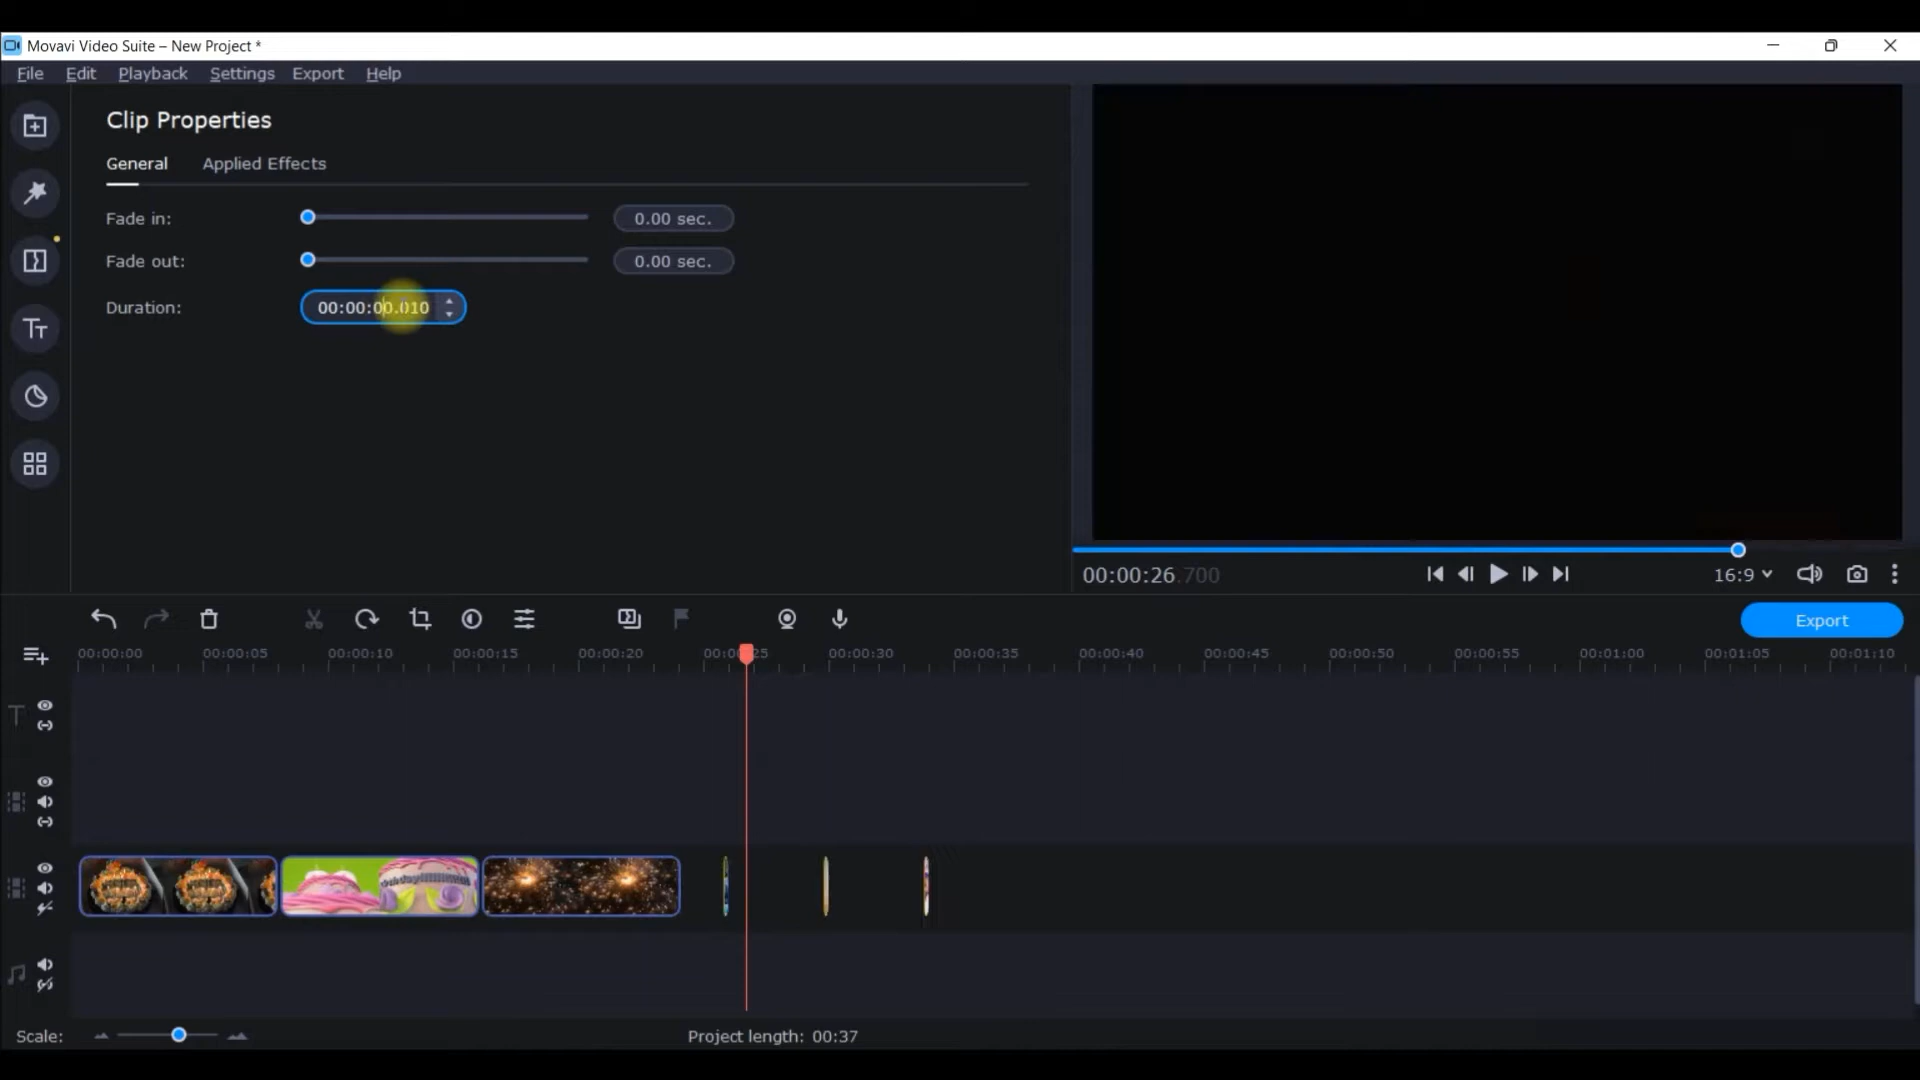 Movavi Video Suite – New Project *
File Edit Playback Settings Export Help
Clip Properties
General Applied Effects
Fade in: 0.00 sec.
Fade out: 0.00 sec.
Duration: 00:00:00.010
00:00:26.700
16:9
Export
00:00:00 00:00:05 00:00:10 00:00:15 00:00:20 00:00:25 00:00:30 00:00:35 00:00:40 00:00:45 00:00:50 00:00:55 00:01:00 00:01:05 00:01:10
Scale: Project length: 00:37